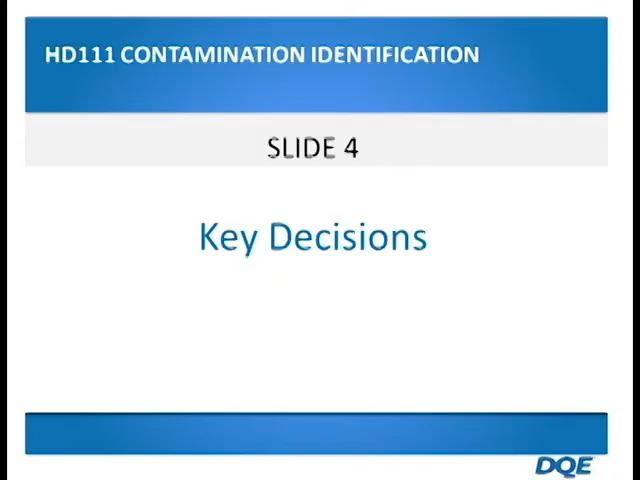 HD111 CONTAMINATION IDENTIFICATION
SLIDE 4
Key Decisions
DQE